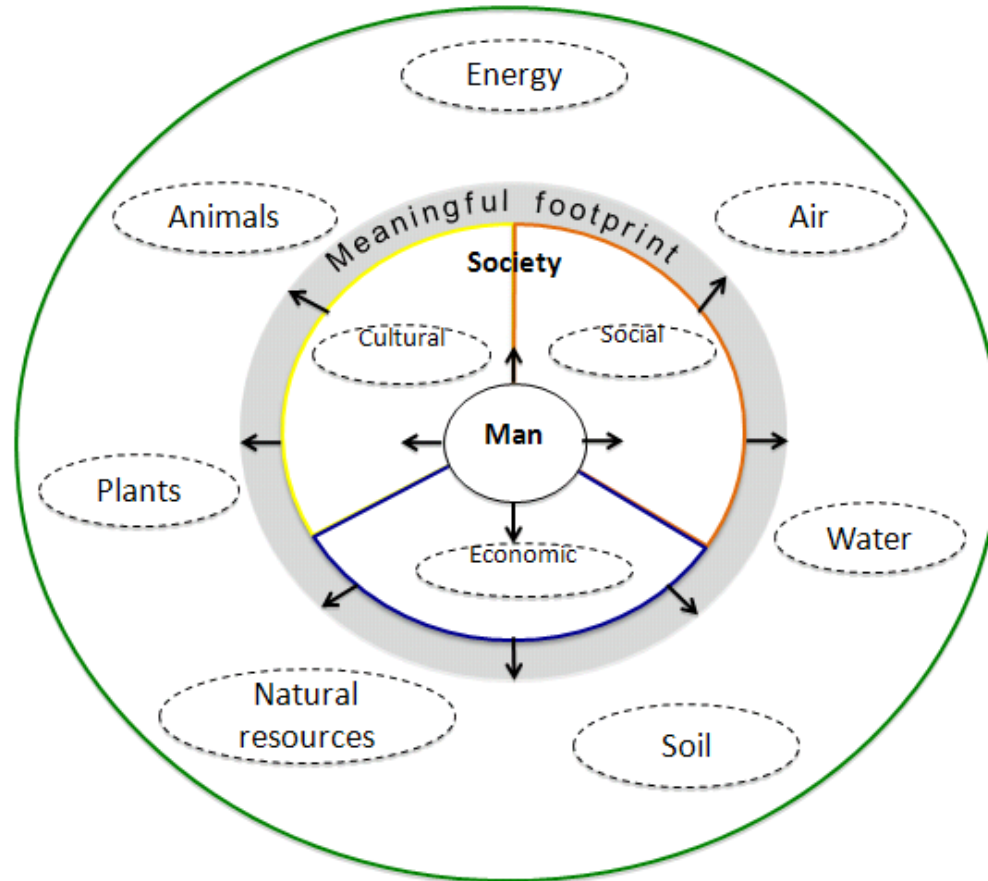 Energy
Animals
Air
Meaningful footprint
Society
Cultural
Social
Man
Plants
Economic
Water
Natural
resources
Soil